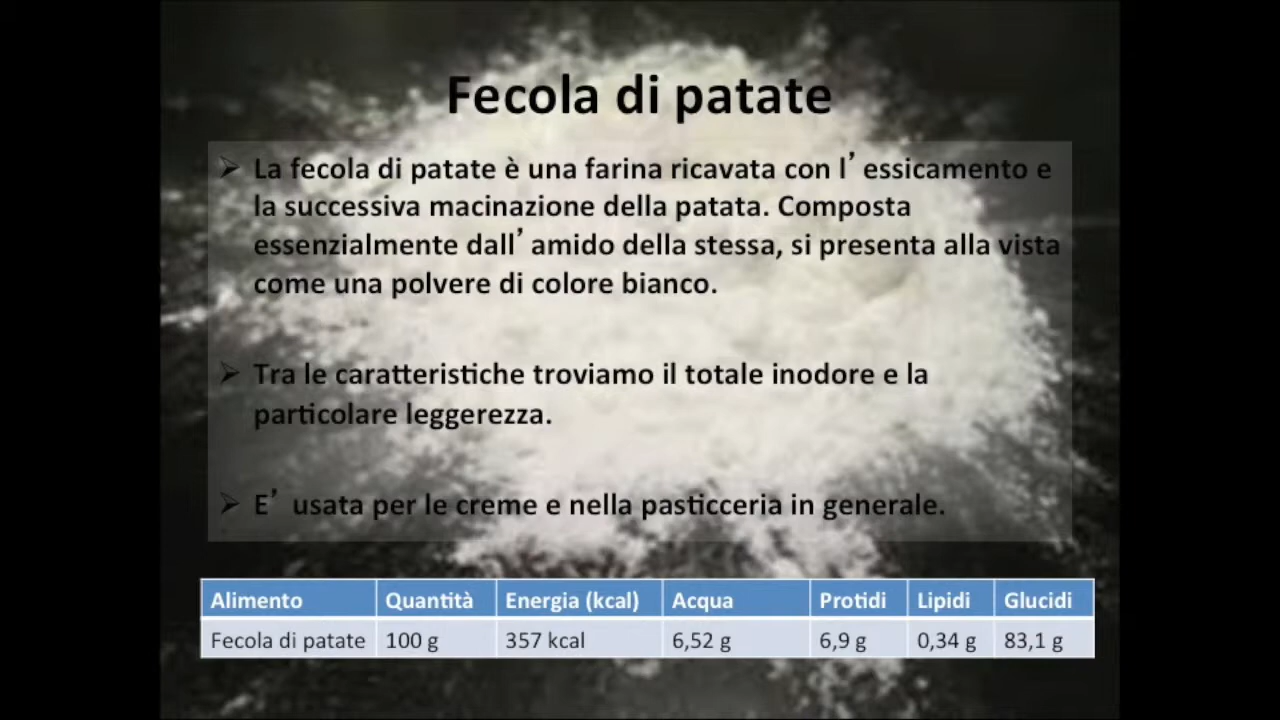 Fecola di patate
➢ La fecola di patate è una farina ricavata con l’ essicamento e
la successiva macinazione della patata. Composta
essenzialmente dall’ amido della stessa, si presenta alla vista
come una polvere di colore bianco.
➢ Tra le caratteristiche troviamo il totale inodore e la
particolare leggerezza.
➢ E’ usata per le creme e nella pasticceria in generale.
Alimento Quantità Energia (kcal) Acqua Protidi Lipidi Glucidi
Fecola di patate 100 g 357 kcal 6,52 g 6,9 g 0,34 g 83,1 g